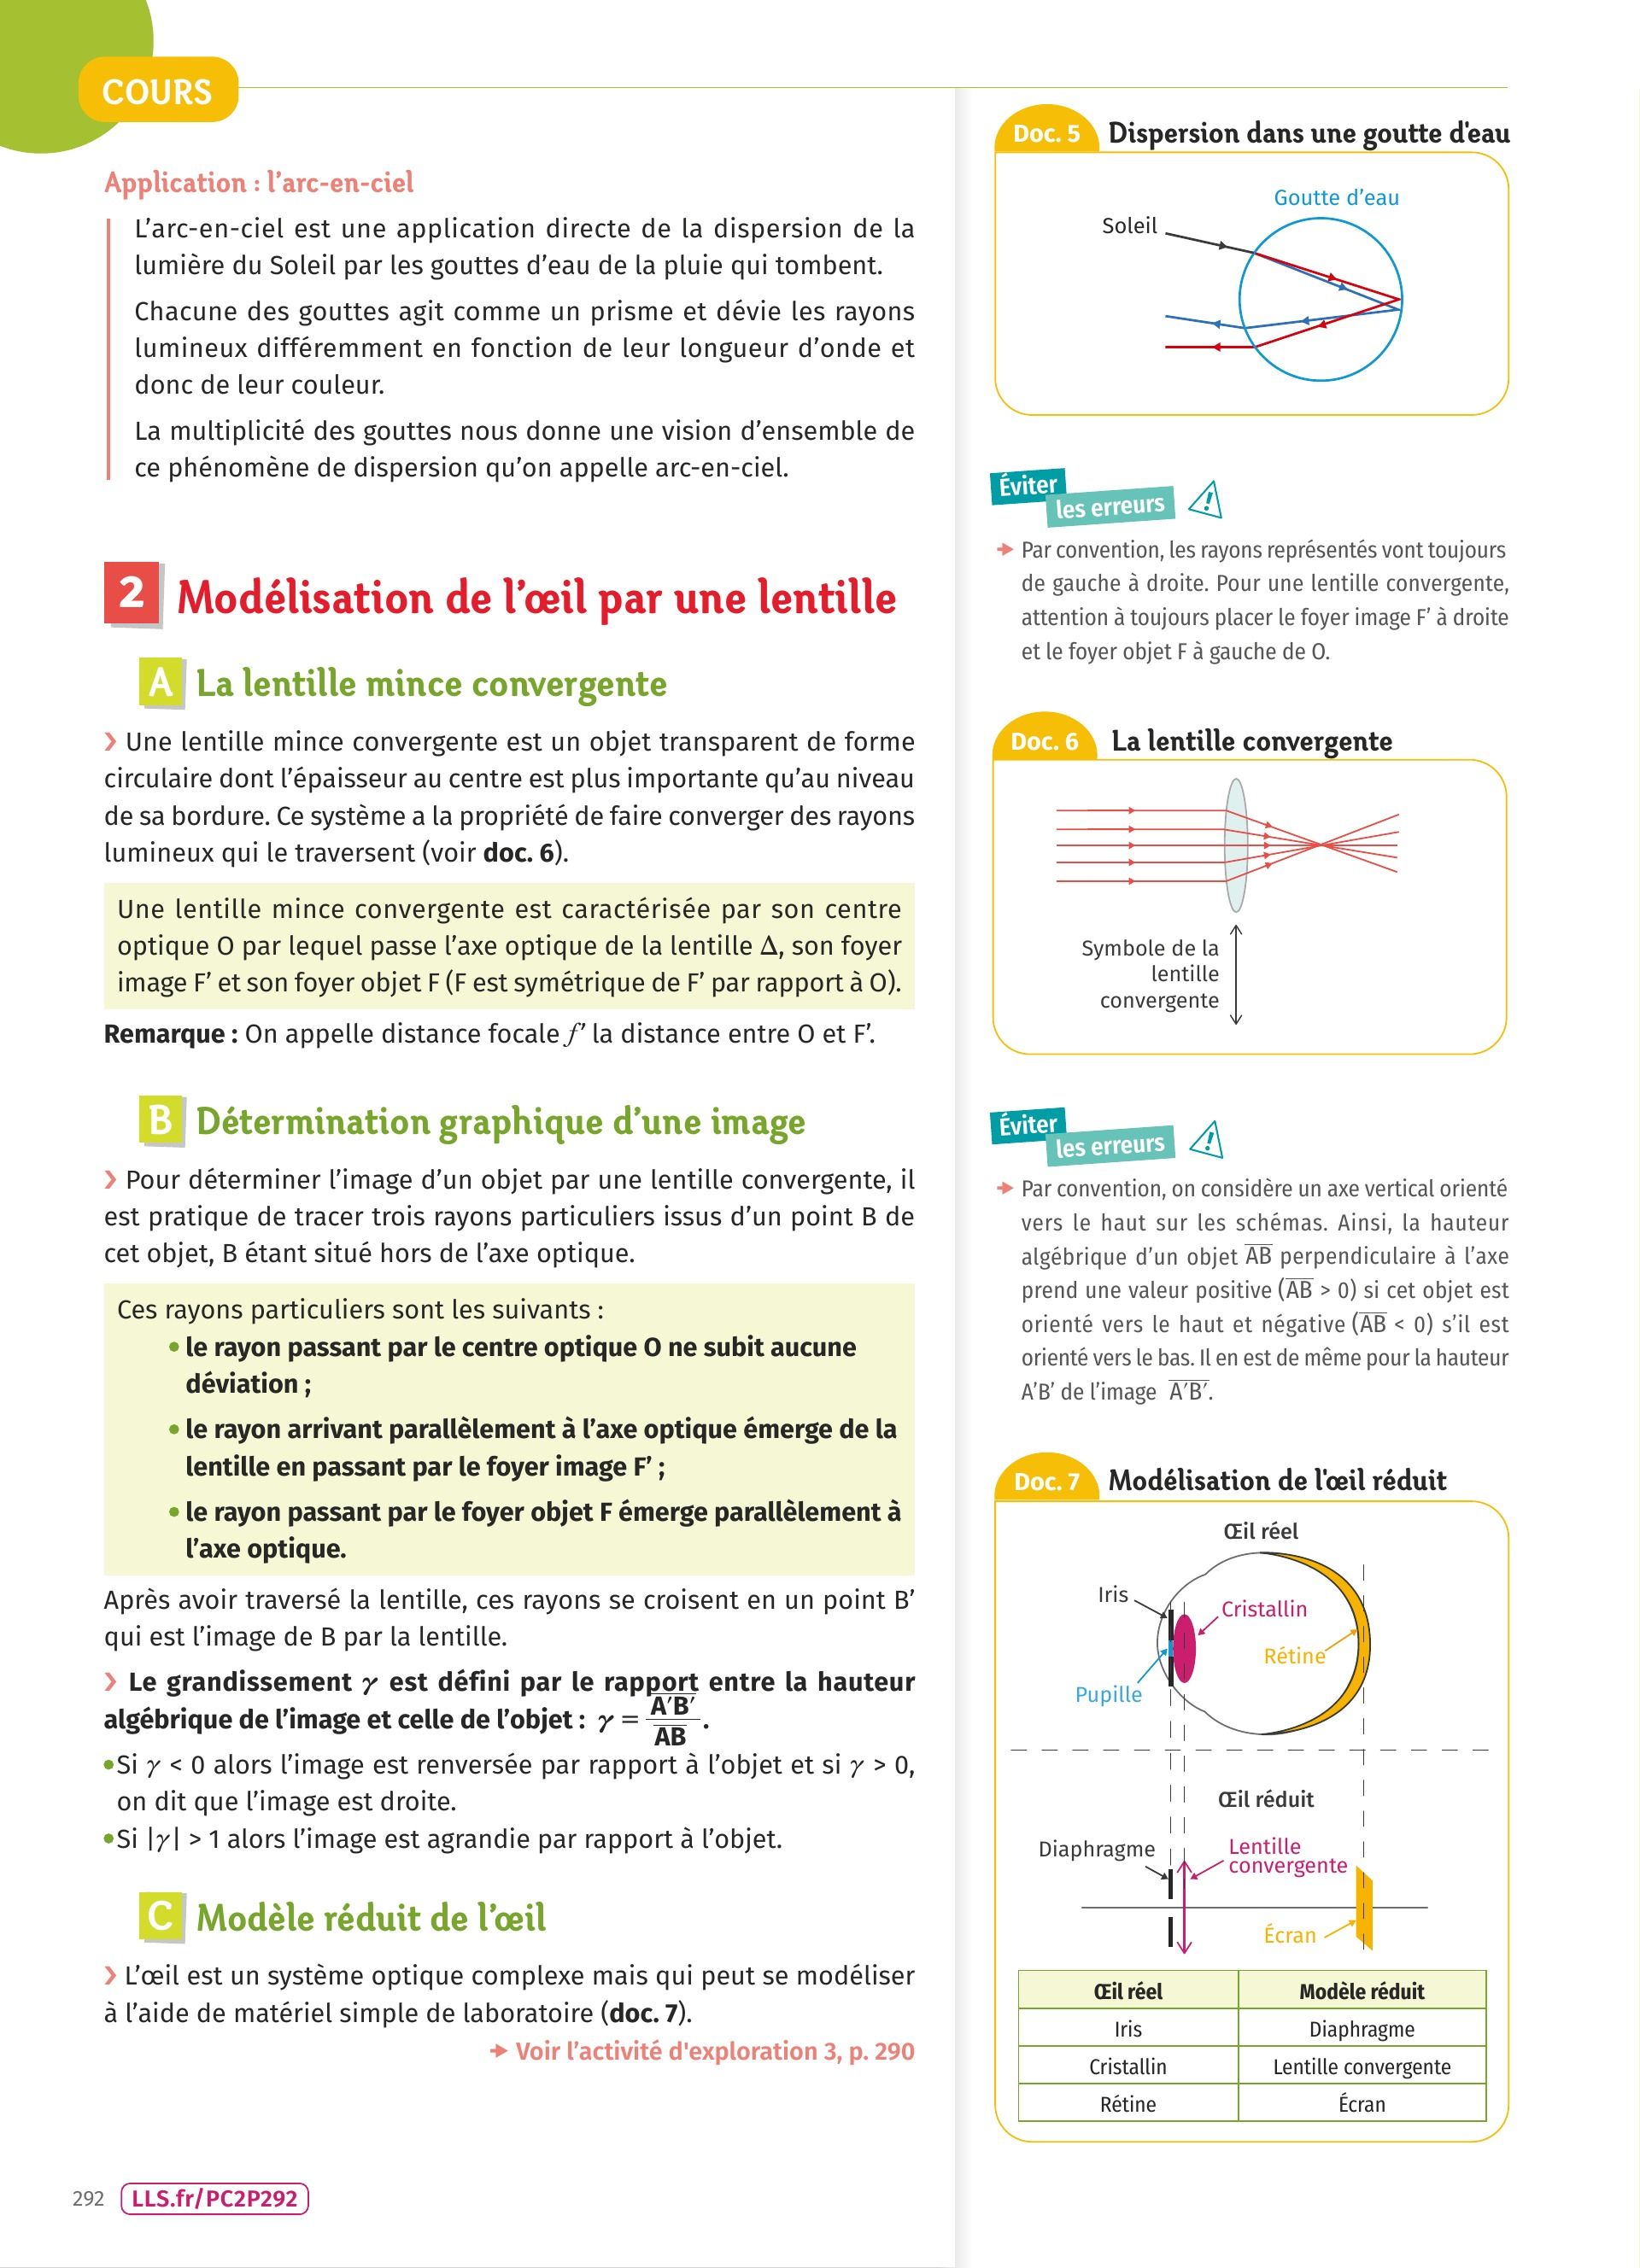 COURS
Application : l’arc-en-ciel
L’arc-en-ciel est une application directe de la dispersion de la
lumière du Soleil par les gouttes d’eau de la pluie qui tombent.
Chacune des gouttes agit comme un prisme et dévie les rayons
lumineux différemment en fonction de leur longueur d’onde et
donc de leur couleur.
La multiplicité des gouttes nous donne une vision d’ensemble de
ce phénomène de dispersion qu’on appelle arc-en-ciel.
2 Modélisation de l’œil par une lentille
A La lentille mince convergente
› Une lentille mince convergente est un objet transparent de forme
circulaire dont l’épaisseur au centre est plus importante qu’au niveau
de sa bordure. Ce système a la propriété de faire converger des rayons
lumineux qui le traversent (voir doc. 6).
Une lentille mince convergente est caractérisée par son centre
optique O par lequel passe l’axe optique de la lentille Δ, son foyer
image F’ et son foyer objet F (F est symétrique de F’ par rapport à O).
Remarque : On appelle distance focale f’ la distance entre O et F’.
B Détermination graphique d’une image
› Pour déterminer l’image d’un objet par une lentille convergente, il
est pratique de tracer trois rayons particuliers issus d’un point B de
cet objet, B étant situé hors de l’axe optique.
Ces rayons particuliers sont les suivants :
• le rayon passant par le centre optique O ne subit aucune
déviation ;
• le rayon arrivant parallèlement à l’axe optique émerge de la
lentille en passant par le foyer image F’ ;
• le rayon passant par le foyer objet F émerge parallèlement à
l’axe optique.
Après avoir traversé la lentille, ces rayons se croisent en un point B’
qui est l’image de B par la lentille.
› Le grandissement γ est défini par le rapport entre la hauteur
algébrique de l’image et celle de l’objet : γ = A′B′ / AB.
• Si γ < 0 alors l’image est renversée par rapport à l’objet et si γ > 0,
on dit que l’image est droite.
• Si |γ| > 1 alors l’image est agrandie par rapport à l’objet.
C Modèle réduit de l’œil
› L’œil est un système optique complexe mais qui peut se modéliser
à l’aide de matériel simple de laboratoire (doc. 7).
Voir l’activité d'exploration 3, p. 290
292 LLS.fr/PC2P292
Doc. 5 Dispersion dans une goutte d'eau
Goutte d’eau
Soleil
Éviter
les erreurs
!
Par convention, les rayons représentés vont toujours
de gauche à droite. Pour une lentille convergente,
attention à toujours placer le foyer image F’ à droite
et le foyer objet F à gauche de O.
Doc. 6 La lentille convergente
Symbole de la
lentille
convergente
Éviter
les erreurs
!
Par convention, on considère un axe vertical orienté
vers le haut sur les schémas. Ainsi, la hauteur
algébrique d’un objet AB perpendiculaire à l’axe
prend une valeur positive (AB > 0) si cet objet est
orienté vers le haut et négative (AB < 0) s’il est
orienté vers le bas. Il en est de même pour la hauteur
A’B’ de l’image A′B′.
Doc. 7 Modélisation de l'œil réduit
Œil réel
Iris
Cristallin
Rétine
Pupille
Œil réduit
Diaphragme
Lentille
convergente
Écran
Œil réel Modèle réduit
Iris Diaphragme
Cristallin Lentille convergente
Rétine Écran